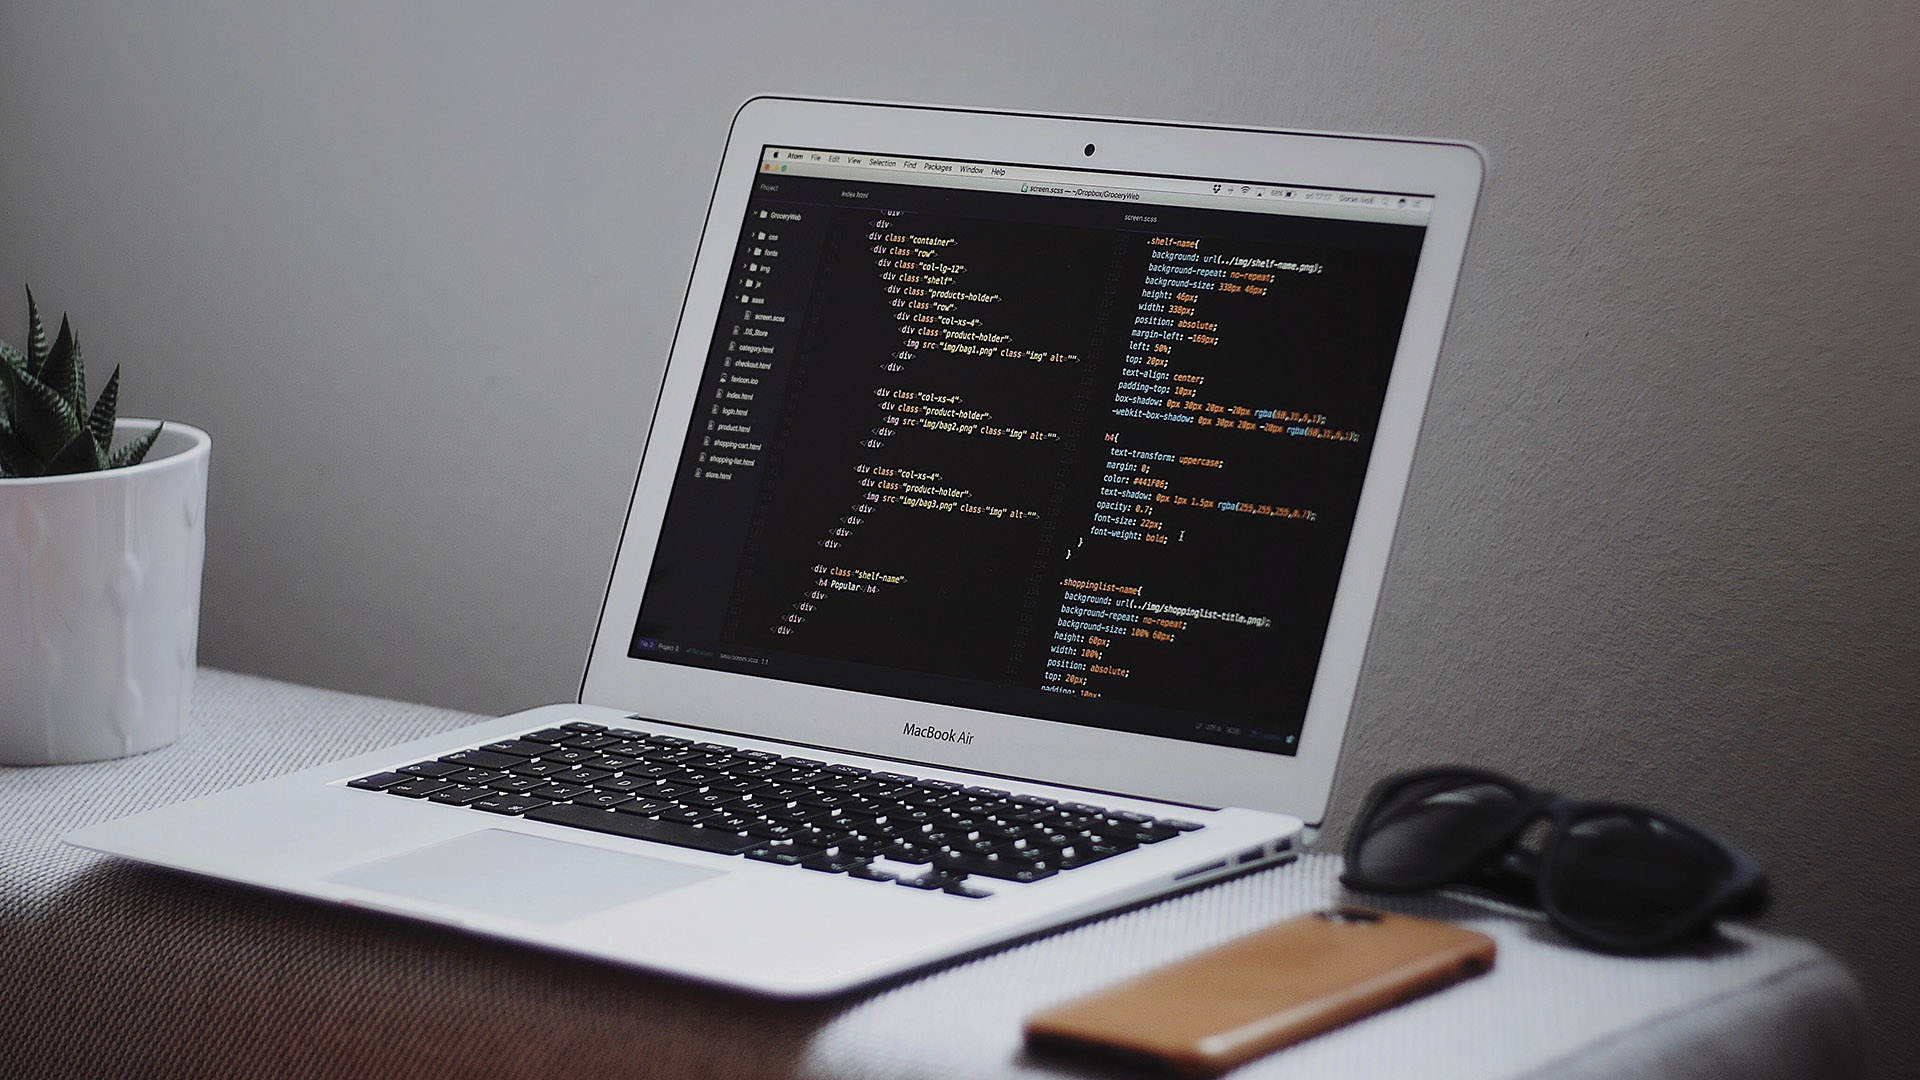 Atom File Edit View Selection Find Packages Window Help
screen.scss — ~/Dropbox/GroceryWeb
Project
GroceryWeb
css
fonts
img
js
sass
screen.scss
.DS_Store
category.html
checkout.html
favicon.ico
index.html
login.html
product.html
shopping-cart.html
shopping-list.html
store.html
index.html
</div>
</div>
<div class="container">
<div class="row">
<div class="col-lg-12">
<div class="shelf">
<div class="products-holder">
<div class="row">
<div class="col-xs-4">
<div class="product-holder">
<img src="img/bag1.png" class="img" alt="">
</div>
</div>
<div class="col-xs-4">
<div class="product-holder">
<img src="img/bag2.png" class="img" alt="">
</div>
</div>
<div class="col-xs-4">
<div class="product-holder">
<img src="img/bag3.png" class="img" alt="">
</div>
</div>
</div>
</div>
<div class="shelf-name">
<h4>Popular</h4>
</div>
</div>
</div>
</div>
screen.scss
.shelf-name{
background: url(../img/shelf-name.png);
background-repeat: no-repeat;
background-size: 338px 46px;
height: 46px;
width: 338px;
position: absolute;
margin-left: -169px;
left: 50%;
top: 20px;
text-align: center;
padding-top: 10px;
box-shadow: 0px 30px 20px -20px
-webkit-box-shadow: 0px 30px 20px -20px
h4{
text-transform: uppercase;
margin: 0;
color: #441F06;
text-shadow: 0px 1px 1.5px rgba(255,255,255,0.7);
opacity: 0.7;
font-size: 22px;
font-weight: bold;
}
}
.shoppinglist-name{
background: url(../img/shoppinglist-title.png);
background-repeat: no-repeat;
background-size: 100% 60px;
height: 60px;
width: 100%;
position: absolute;
top: 20px;
padding: 10px;
MacBook Air